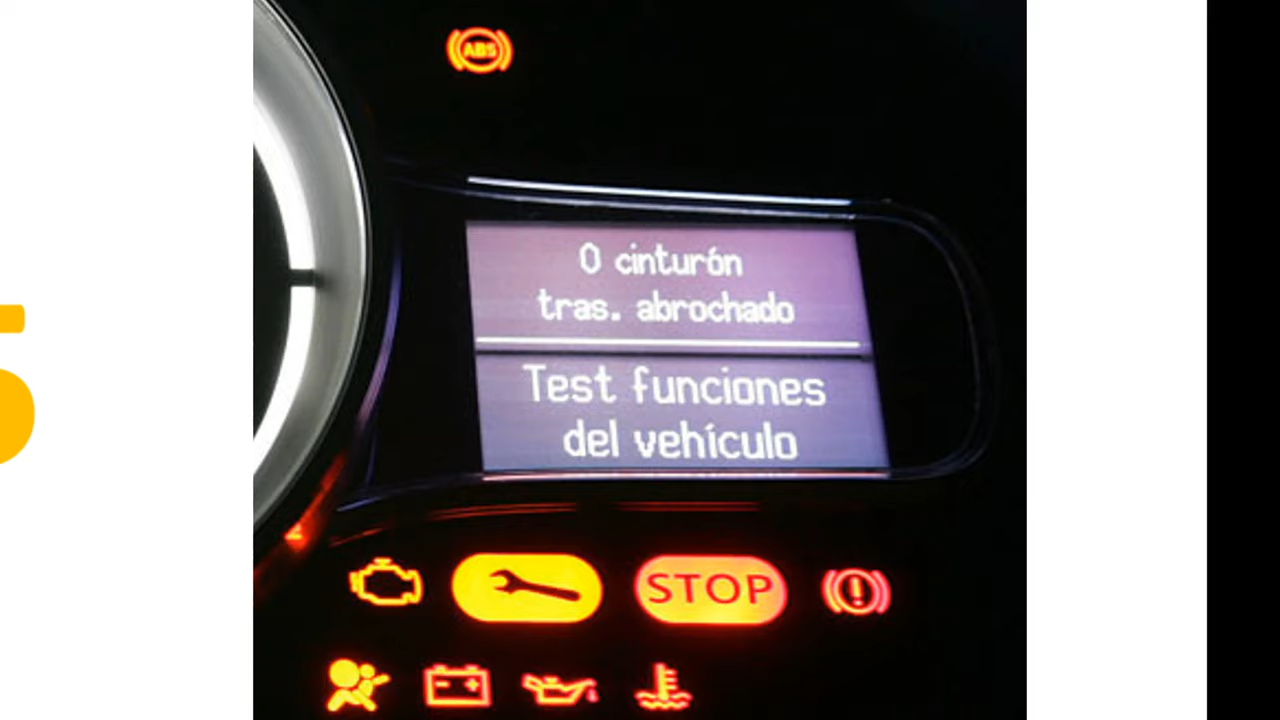 ABS
0 cinturón
tras. abrochado
Test funciones
del vehículo
STOP